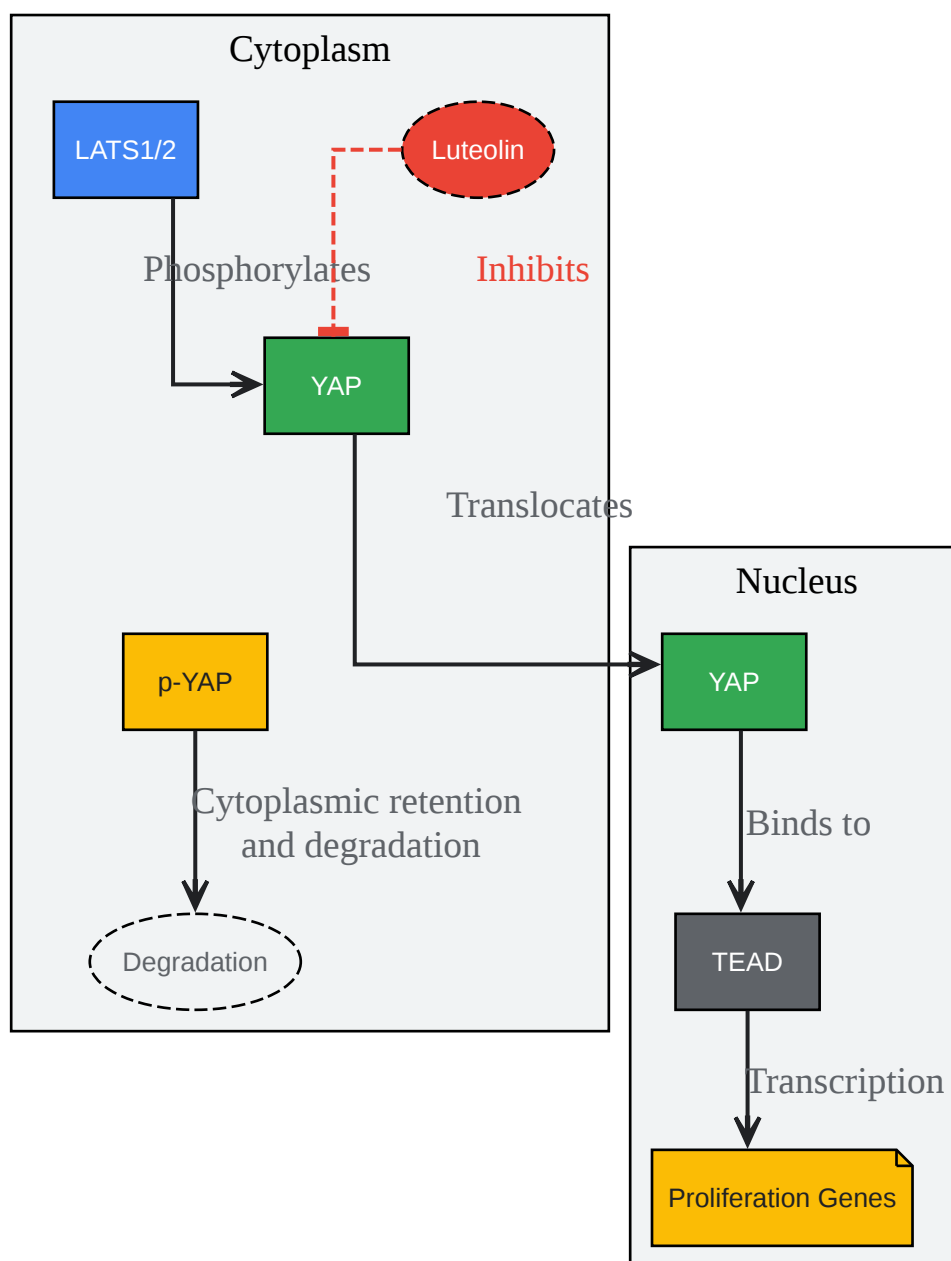 Cytoplasm
LATS1/2
Luteolin
Phosphorylates
Inhibits
YAP
Translocates
Nucleus
p-YAP
YAP
Cytoplasmic retention
and degradation
Binds to
Degradation
TEAD
Transcription
Proliferation Genes